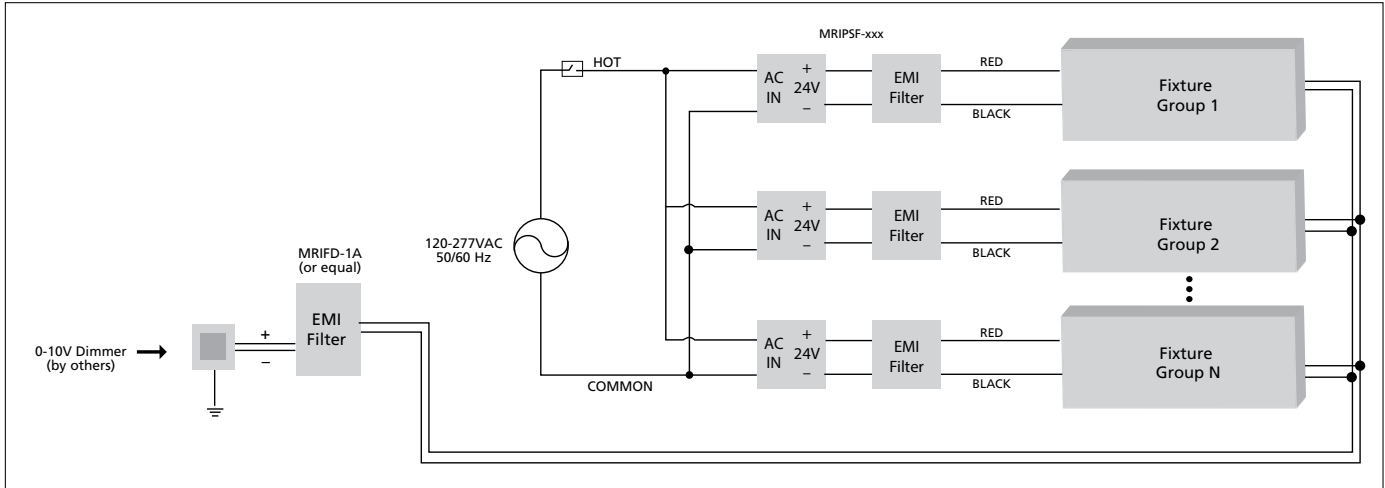 MRIPSF-xxx
HOT
AC
IN
+
24V
–
EMI
Filter
RED
BLACK
Fixture
Group 1
120-277VAC
50/60 Hz
AC
IN
+
24V
–
EMI
Filter
RED
BLACK
Fixture
Group 2
MRIFD-1A
(or equal)
EMI
Filter
+
–
0-10V Dimmer
(by others)
COMMON
AC
IN
+
24V
–
EMI
Filter
RED
BLACK
Fixture
Group N